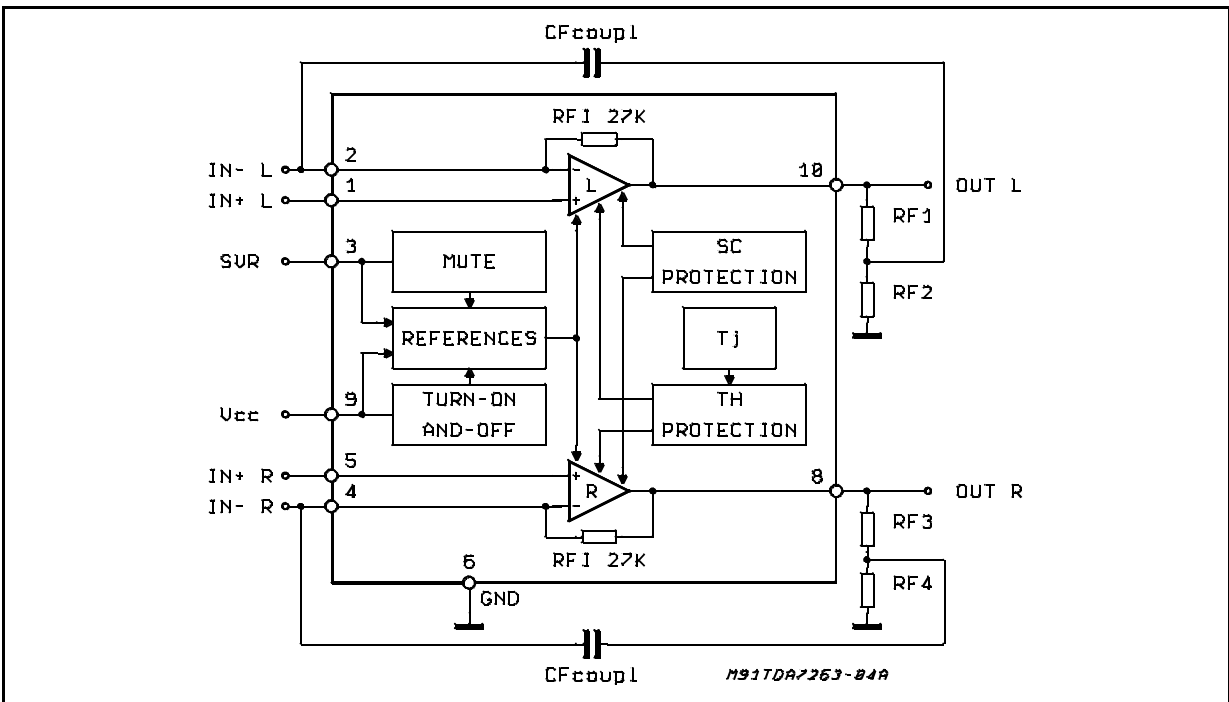 CFcoupl
RFI 27K
IN- L
2
L
10
OUT L
IN+ L
1
RF1
SVR
3
MUTE
SC
PROTECTION
RF2
REFERENCES
Tj
Vcc
9
TURN-ON
AND-OFF
TH
PROTECTION
IN+ R
5
R
8
OUT R
IN- R
4
RF3
RFI 27K
6
GND
RF4
CFcoupl
M91TDA7263-04A